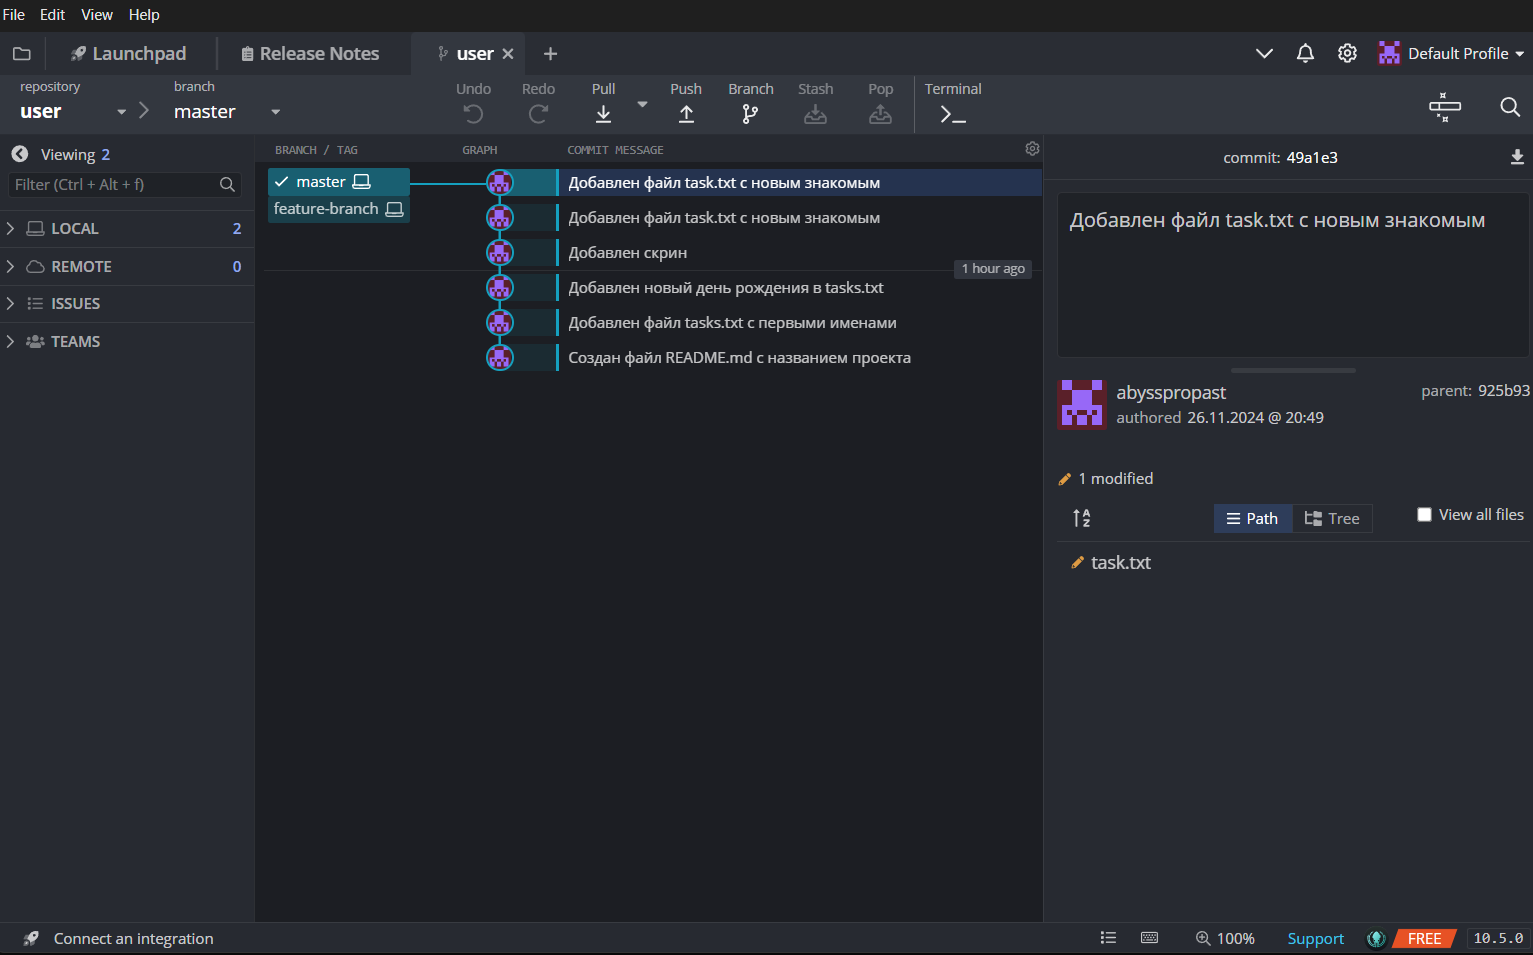 File Edit View Help
Launchpad Release Notes user Default Profile
repository branch Undo Redo Pull Push Branch Stash Pop Terminal
user master
Viewing 2
Filter (Ctrl + Alt + f)
LOCAL 2
REMOTE 0
ISSUES
TEAMS
BRANCH / TAG GRAPH COMMIT MESSAGE
master Добавлен файл task.txt с новым знакомым
feature-branch Добавлен файл task.txt с новым знакомым
Добавлен скрин
1 hour ago
Добавлен новый день рождения в tasks.txt
Добавлен файл tasks.txt с первыми именами
Создан файл README.md с названием проекта
commit: 49a1e3
Добавлен файл task.txt с новым знакомым
abysspropast parent: 925b93
authored 26.11.2024 @ 20:49
1 modified
A Z Path Tree View all files
task.txt
Connect an integration 100% Support FREE 10.5.0